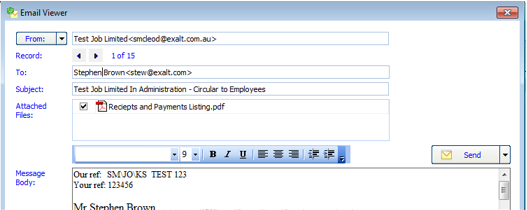 Email Viewer
From: Test Job Limited<smcleod@exalt.com.au>
Record: 1 of 15
To: Stephen Brown<stew@exalt.com>
Subject: Test Job Limited In Administration - Circular to Employees
Attached Files: Reciepts and Payments Listing.pdf
9 B I U Send
Message Body: Our ref: SM\JO\KS TEST 123
Your ref: 123456
Mr Stephen Brown